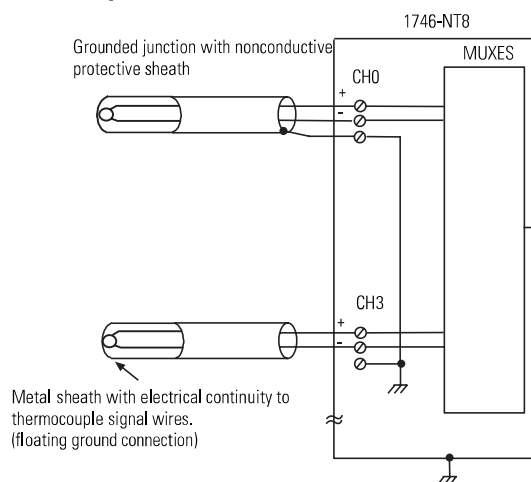 1746-NT8
Grounded junction with nonconductive
protective sheath
MUXES
CH0
+
-
CH3
+
-
Metal sheath with electrical continuity to
thermocouple signal wires.
(floating ground connection)